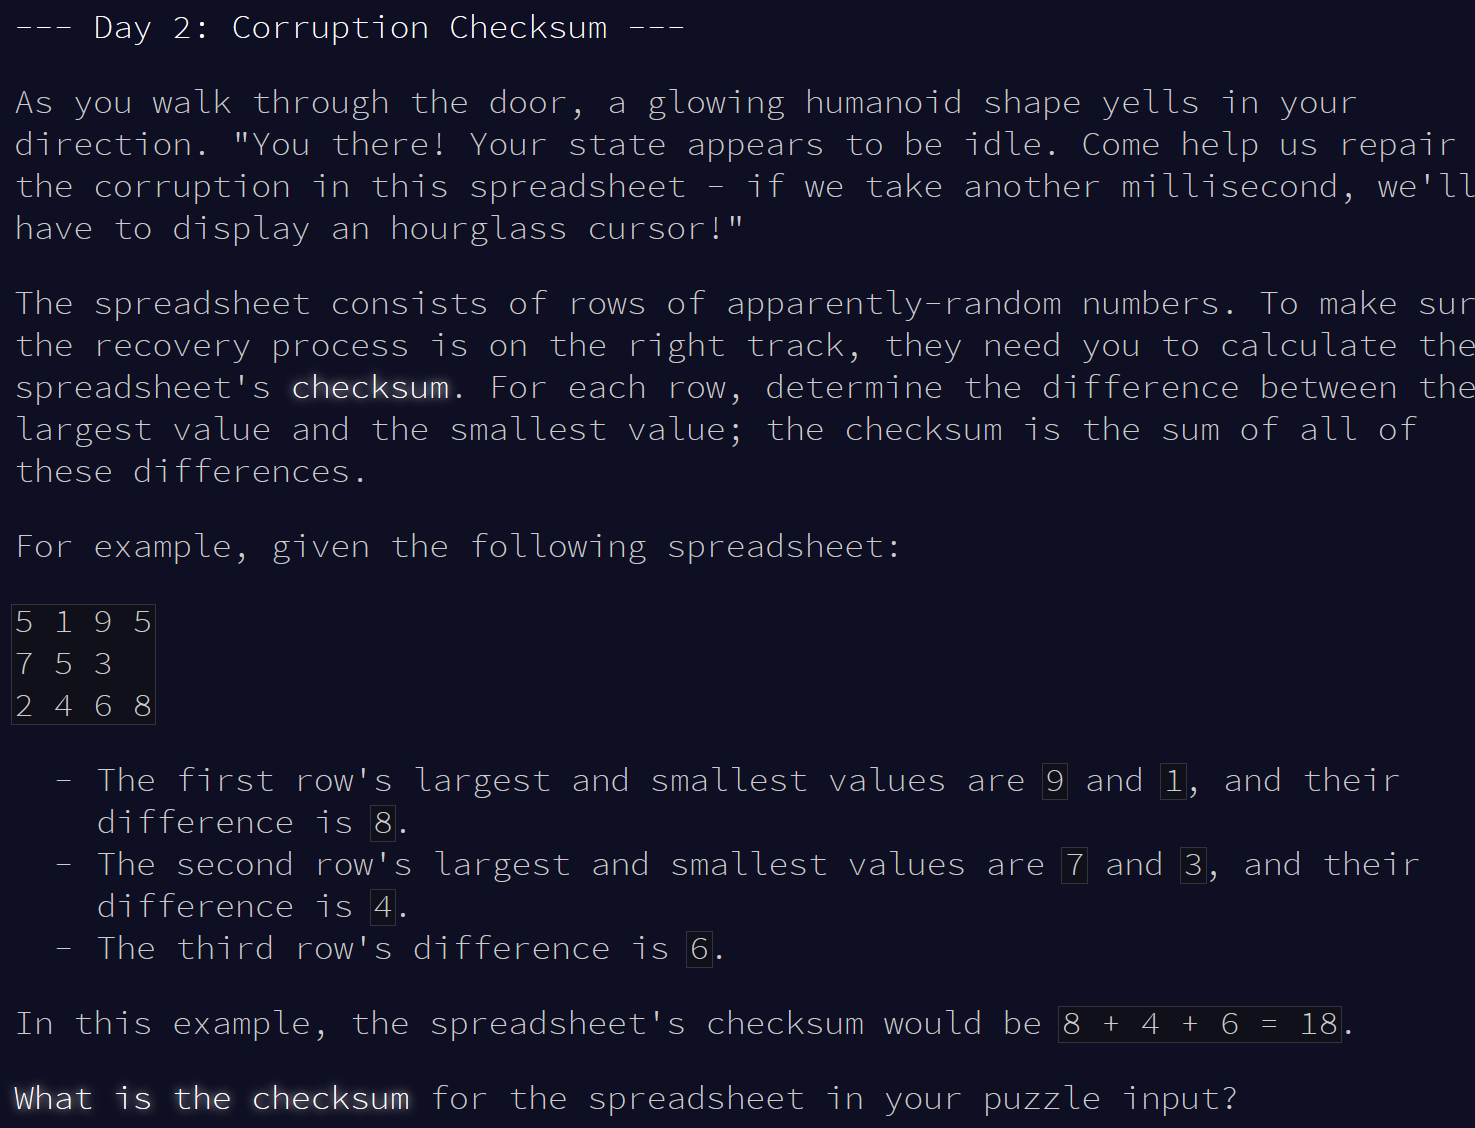 --- Day 2: Corruption Checksum ---
As you walk through the door, a glowing humanoid shape yells in your
direction. "You there! Your state appears to be idle. Come help us repair
the corruption in this spreadsheet - if we take another millisecond, we'll
have to display an hourglass cursor!"
The spreadsheet consists of rows of apparently-random numbers. To make sur
the recovery process is on the right track, they need you to calculate the
spreadsheet's checksum. For each row, determine the difference between the
largest value and the smallest value; the checksum is the sum of all of
these differences.
For example, given the following spreadsheet:
5 1 9 5
7 5 3
2 4 6 8
- The first row's largest and smallest values are 9 and 1, and their
difference is 8.
- The second row's largest and smallest values are 7 and 3, and their
difference is 4.
- The third row's difference is 6.
In this example, the spreadsheet's checksum would be 8 + 4 + 6 = 18.
What is the checksum for the spreadsheet in your puzzle input?